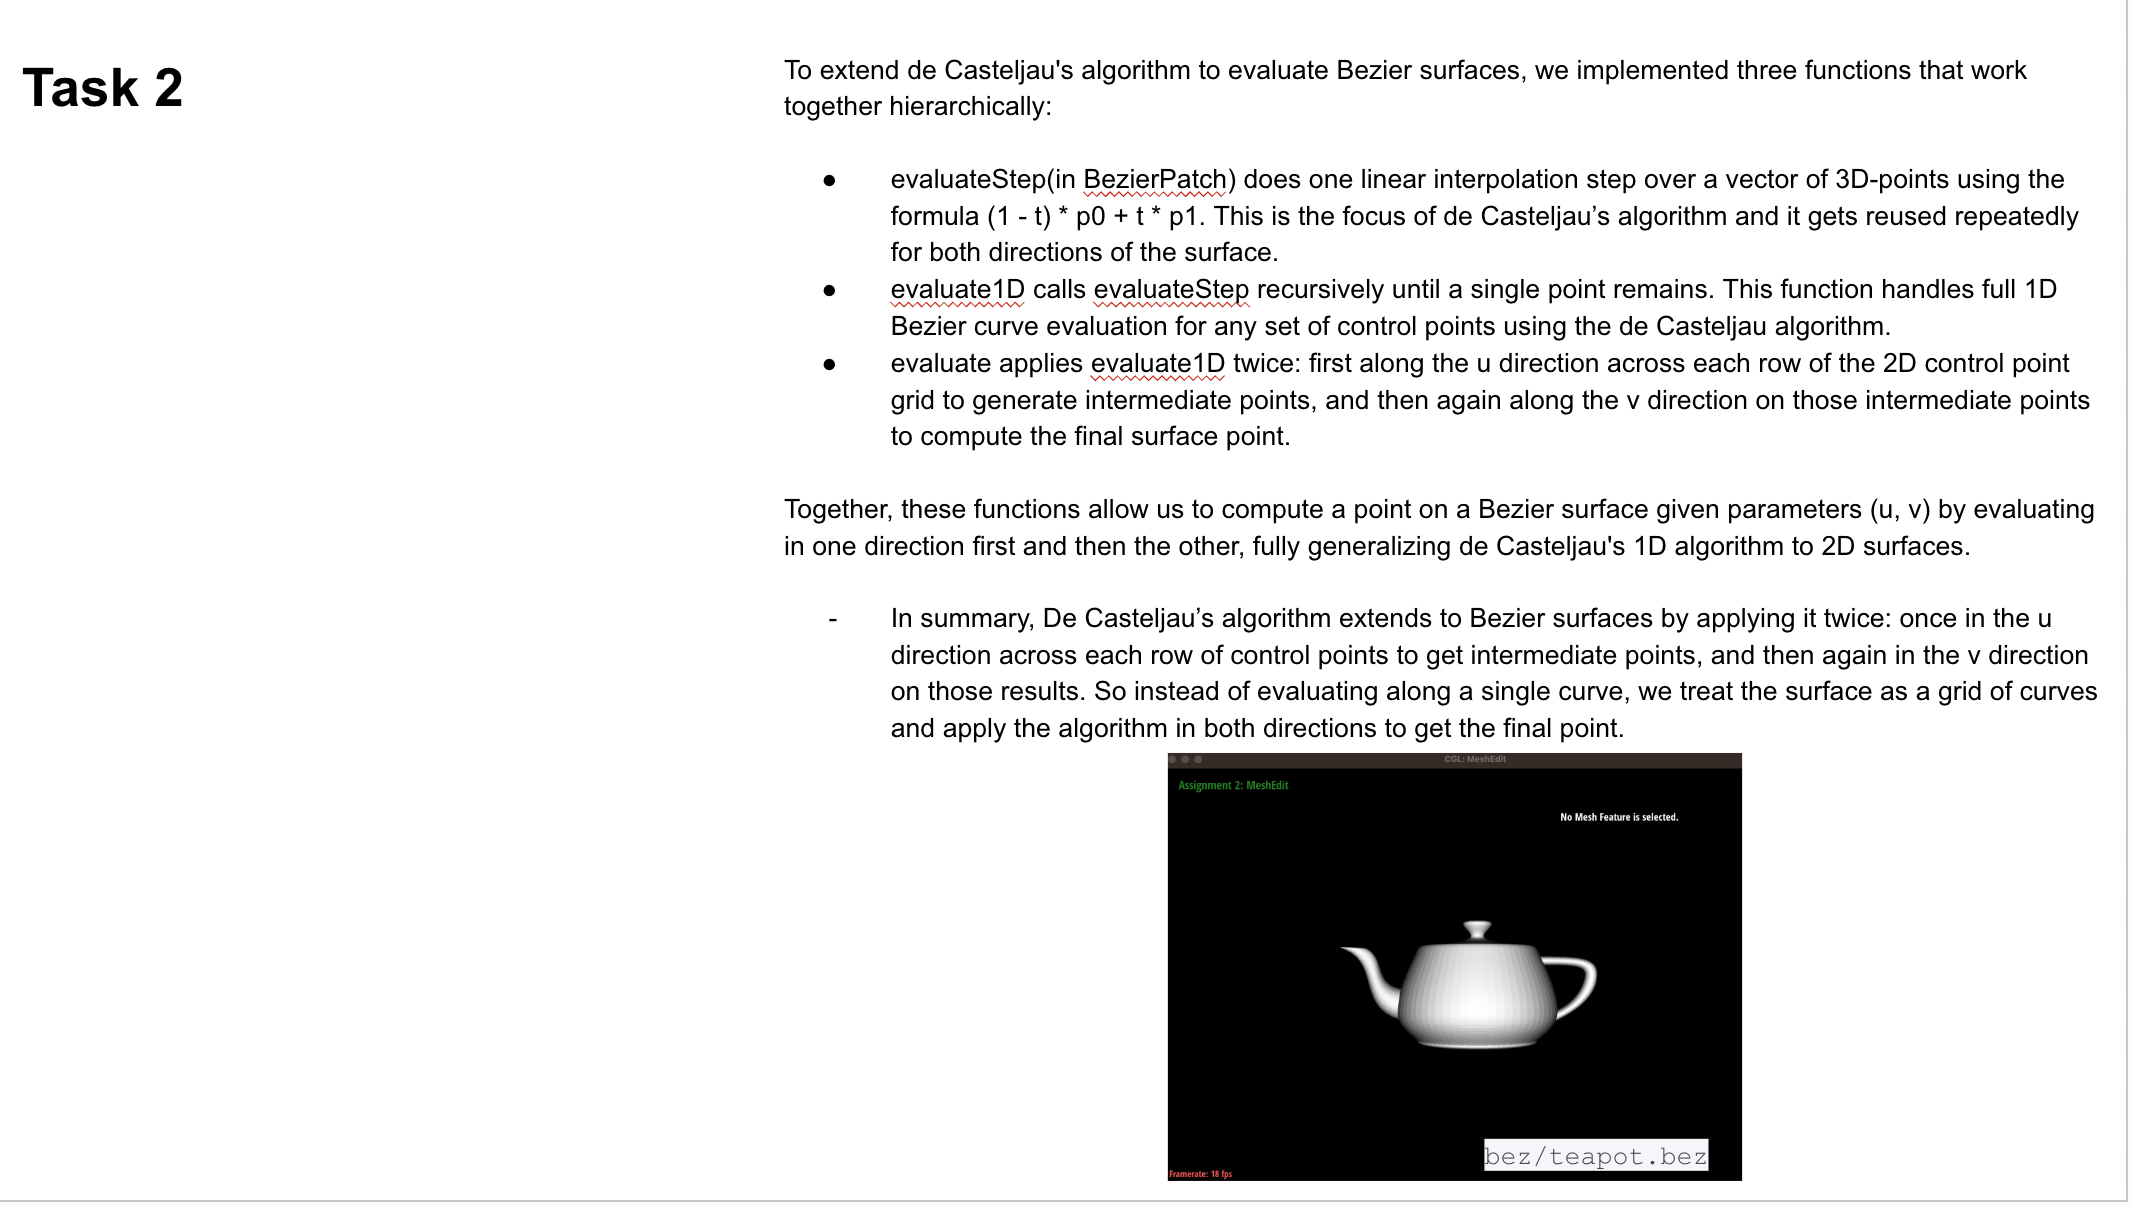 Task 2
To extend de Casteljau's algorithm to evaluate Bezier surfaces, we implemented three functions that work
together hierarchically:
● evaluateStep(in BezierPatch) does one linear interpolation step over a vector of 3D-points using the
formula (1 - t) * p0 + t * p1. This is the focus of de Casteljau’s algorithm and it gets reused repeatedly
for both directions of the surface.
● evaluate1D calls evaluateStep recursively until a single point remains. This function handles full 1D
Bezier curve evaluation for any set of control points using the de Casteljau algorithm.
● evaluate applies evaluate1D twice: first along the u direction across each row of the 2D control point
grid to generate intermediate points, and then again along the v direction on those intermediate points
to compute the final surface point.
Together, these functions allow us to compute a point on a Bezier surface given parameters (u, v) by evaluating
in one direction first and then the other, fully generalizing de Casteljau's 1D algorithm to 2D surfaces.
- In summary, De Casteljau’s algorithm extends to Bezier surfaces by applying it twice: once in the u
direction across each row of control points to get intermediate points, and then again in the v direction
on those results. So instead of evaluating along a single curve, we treat the surface as a grid of curves
and apply the algorithm in both directions to get the final point.
CGL: MeshEdit
Assignment 2: MeshEdit
No Mesh Feature is selected.
bez/teapot.bez
Framerate: 18 fps